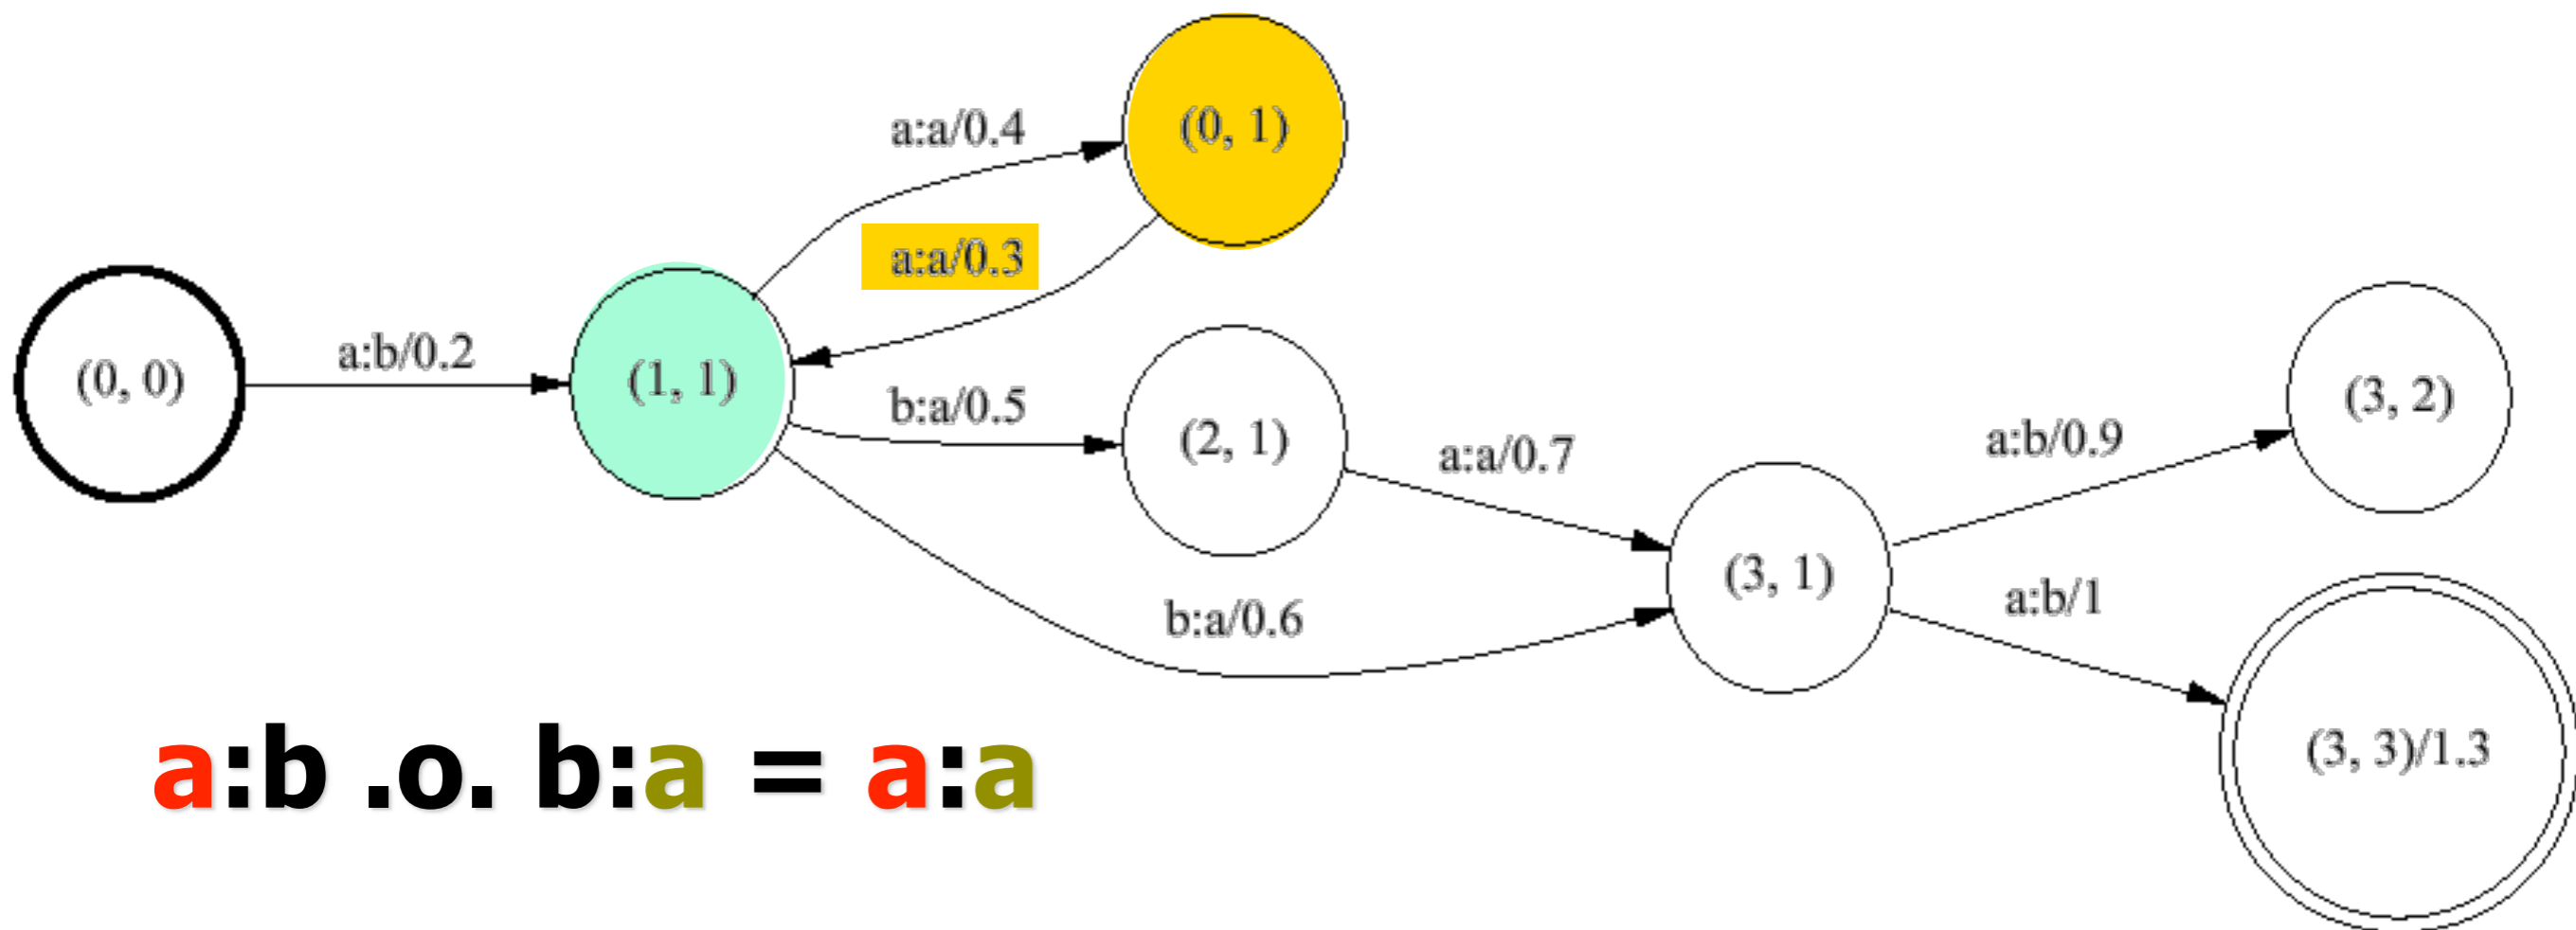 a:a/0.4
(0, 1)
a:a/0.3
(0, 0)
a:b/0.2
(1, 1)
b:a/0.5
(2, 1)
a:a/0.7
b:a/0.6
(3, 1)
a:b/0.9
(3, 2)
a:b/1
(3, 3)/1.3
a:b .o. b:a = a:a